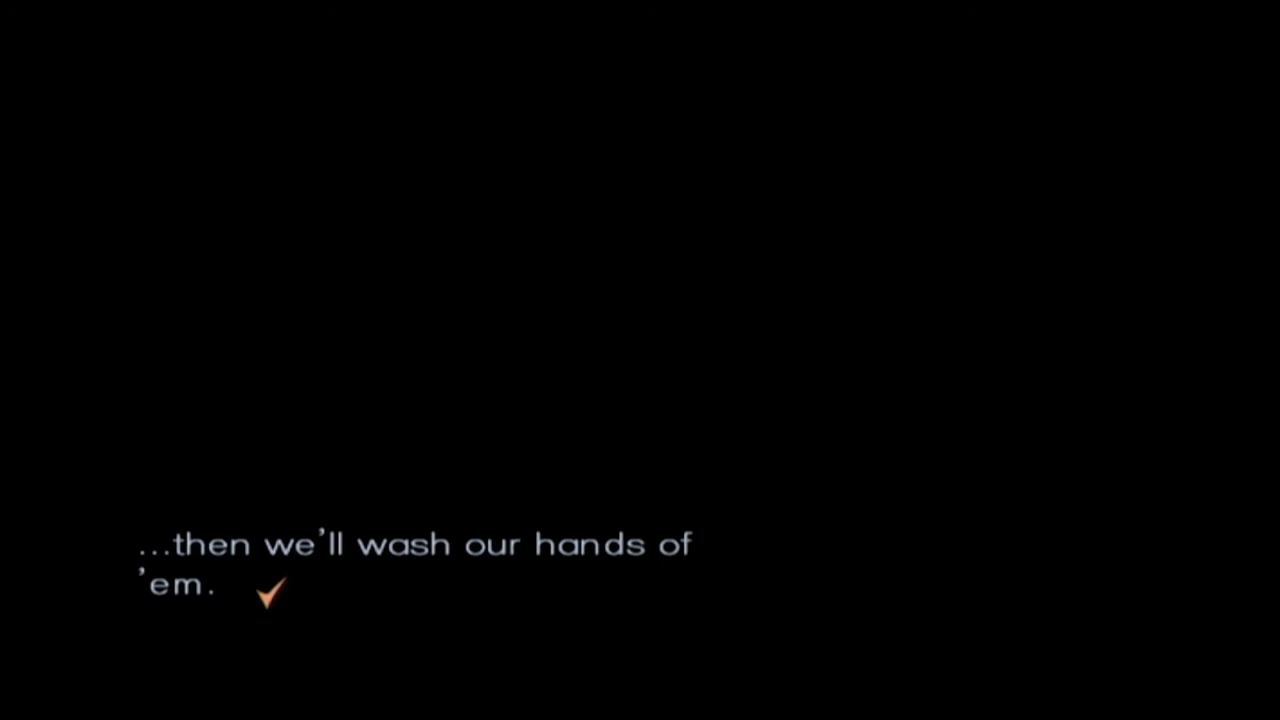 ...then we’ll wash our hands of
’em.